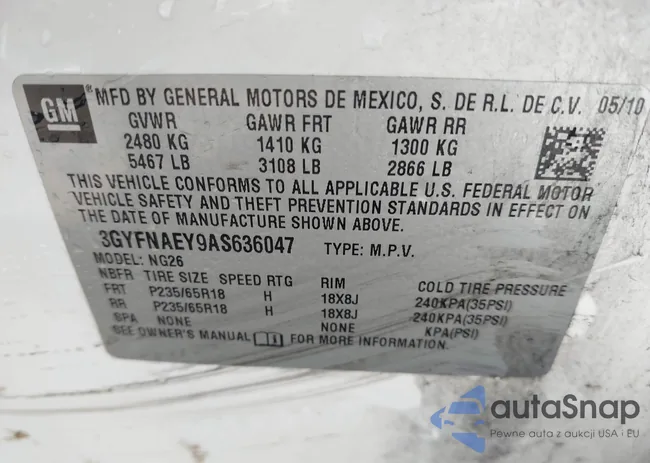 GM
® MFD BY GENERAL MOTORS DE MEXICO, S. DE R.L. DE C.V. 05/10
GVWR GAWR FRT GAWR RR
2480 KG 1410 KG 1300 KG
5467 LB 3108 LB 2866 LB
THIS VEHICLE CONFORMS TO ALL APPLICABLE U.S. FEDERAL MOTOR
VEHICLE SAFETY AND THEFT PREVENTION STANDARDS IN EFFECT ON
THE DATE OF MANUFACTURE SHOWN ABOVE.
3GYFNAEY9AS636047 TYPE: M.P.V.
MODEL: NG26
NBFR TIRE SIZE SPEED RTG RIM COLD TIRE PRESSURE
FRT P235/65R18 H 18X8J 240KPA(35PSI)
RR P235/65R18 H 18X8J 240KPA(35PSI)
SPA NONE NONE KPA(PSI)
SEE OWNER'S MANUAL FOR MORE INFORMATION.
autaSnap
Pewne auta z aukcji USA i EU